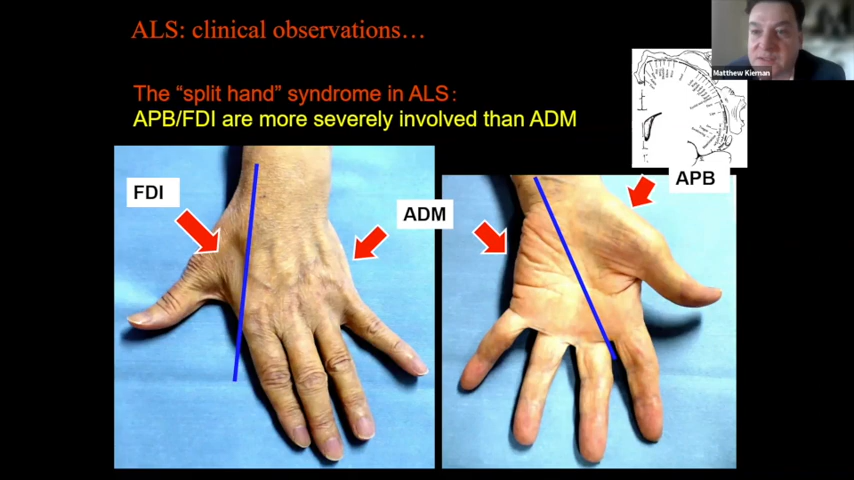 ALS: clinical observations…
Matthew Kiernan
The “split hand” syndrome in ALS:
APB/FDI are more severely involved than ADM
FDI
ADM
APB